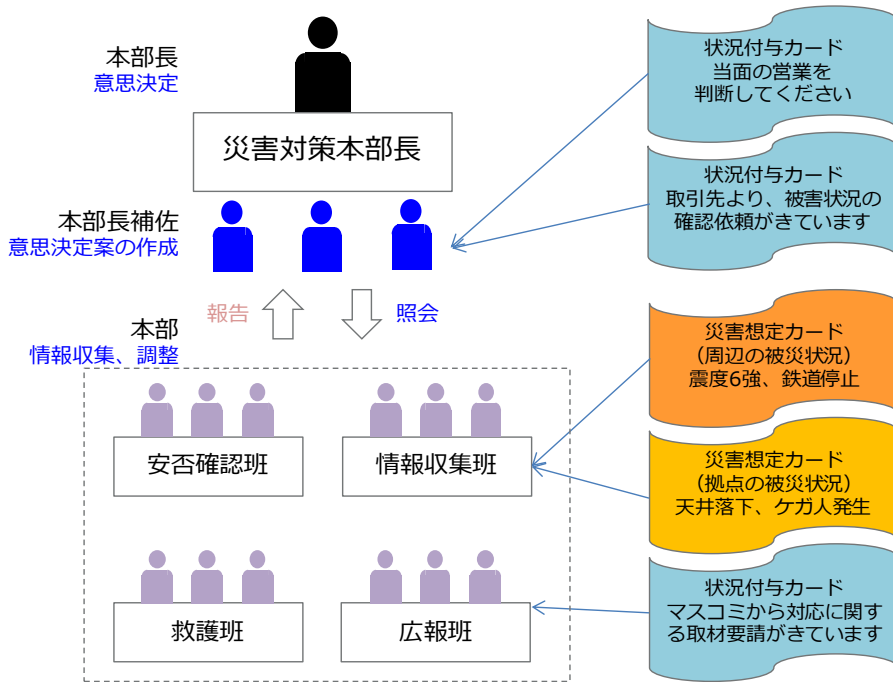 本部長
意思決定
災害対策本部長
本部長補佐
意思決定案の作成
報告
照会
本部
情報収集、調整
安否確認班
情報収集班
救護班
広報班
状況付与カード
当面の営業を
判断してください
状況付与カード
取引先より、被害状況の
確認依頼がきています
災害想定カード
（周辺の被災状況）
震度6強、鉄道停止
災害想定カード
（拠点の被災状況）
天井落下、ケガ人発生
状況付与カード
マスコミから対応に関す
る取材要請がきています